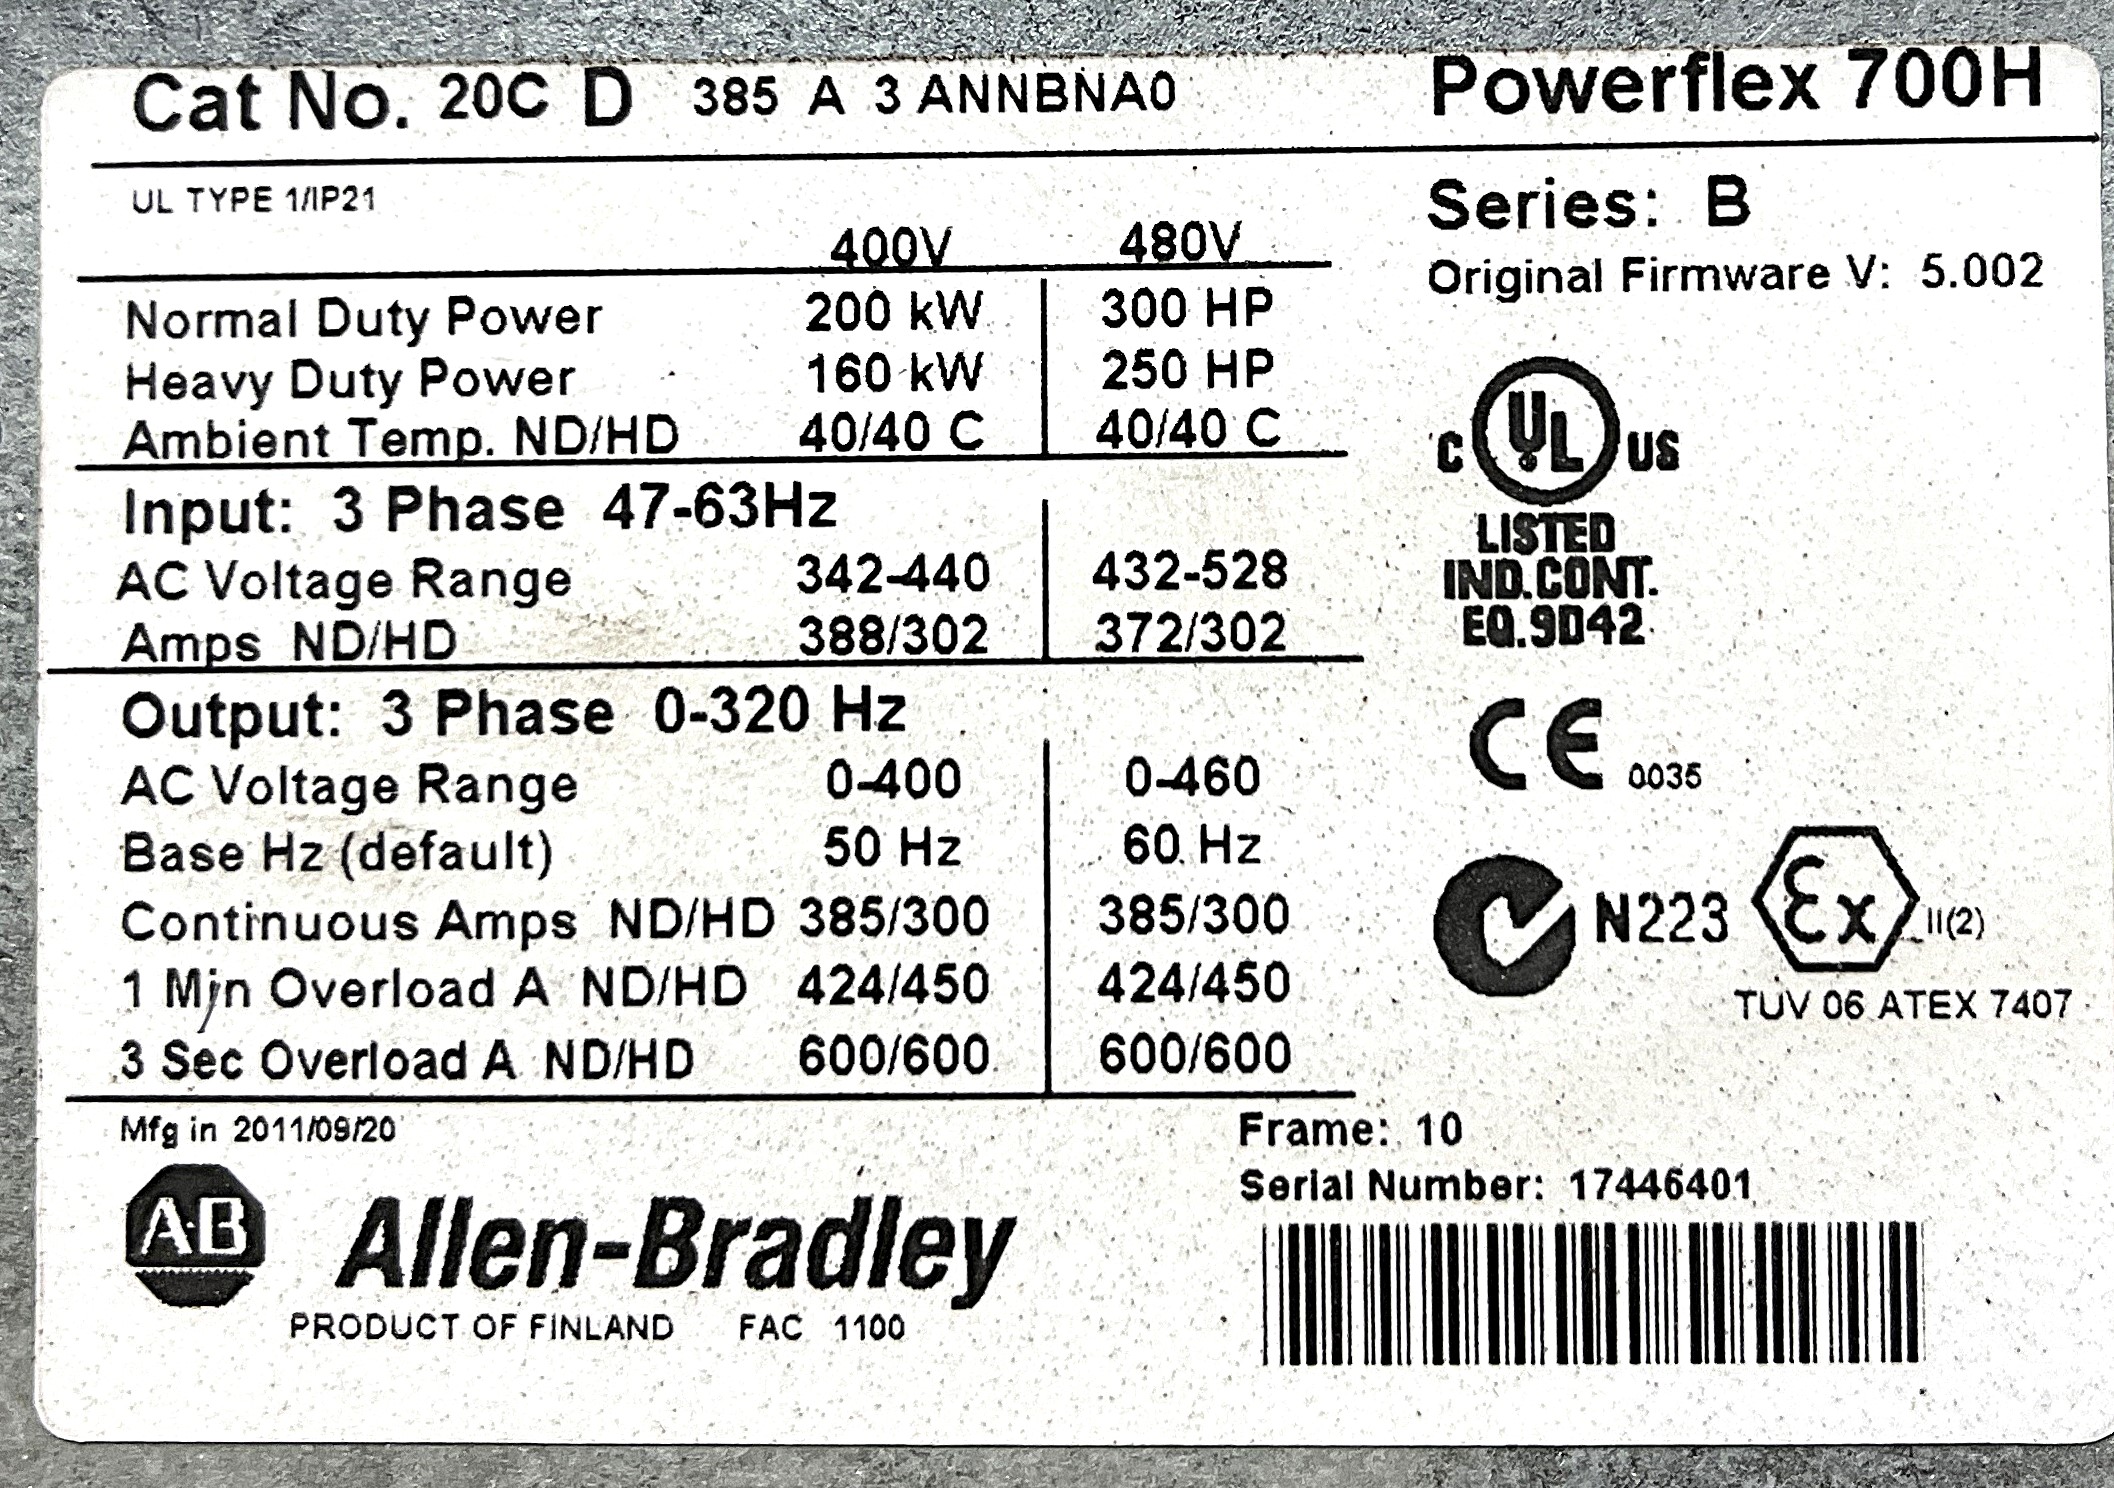 Cat No. 20C D 385 A 3 ANNBNA0 Powerflex 700H
UL TYPE 1/IP21
400V 480V
Normal Duty Power 200 kW 300 HP
Heavy Duty Power 160 kW 250 HP
Ambient Temp. ND/HD 40/40 C 40/40 C
Input: 3 Phase 47-63Hz
AC Voltage Range 342-440 432-528
Amps ND/HD 388/302 372/302
Output: 3 Phase 0-320 Hz
AC Voltage Range 0-400 0-460
Base Hz (default) 50 Hz 60 Hz
Continuous Amps ND/HD 385/300 385/300
1 Min Overload A ND/HD 424/450 424/450
3 Sec Overload A ND/HD 600/600 600/600
Series: B
Original Firmware V: 5.002
C UL US
LISTED
IND.CONT.
EQ.9D42
CE 0035
N223 Ex II(2)
TUV 06 ATEX 7407
Mfg in 2011/09/20
Frame: 10
Serial Number: 17446401
AB Allen-Bradley
PRODUCT OF FINLAND FAC 1100